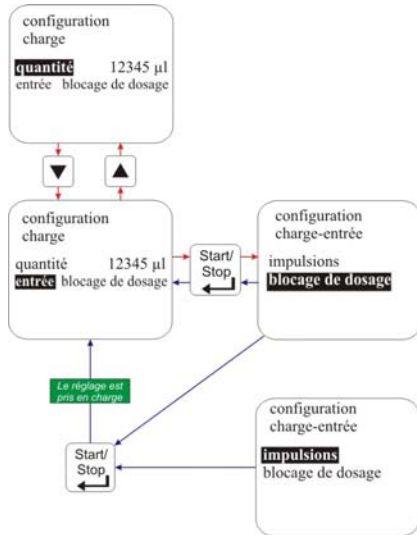 configuration
charge
quantité 12345 µl
entrée blocage de dosage
configuration
charge
quantité 12345 µl
entrée blocage de dosage
Start/
Stop
configuration
charge-entrée
impulsions
blocage de dosage
Le réglage est
pris en charge
Start/
Stop
configuration
charge-entrée
impulsions
blocage de dosage